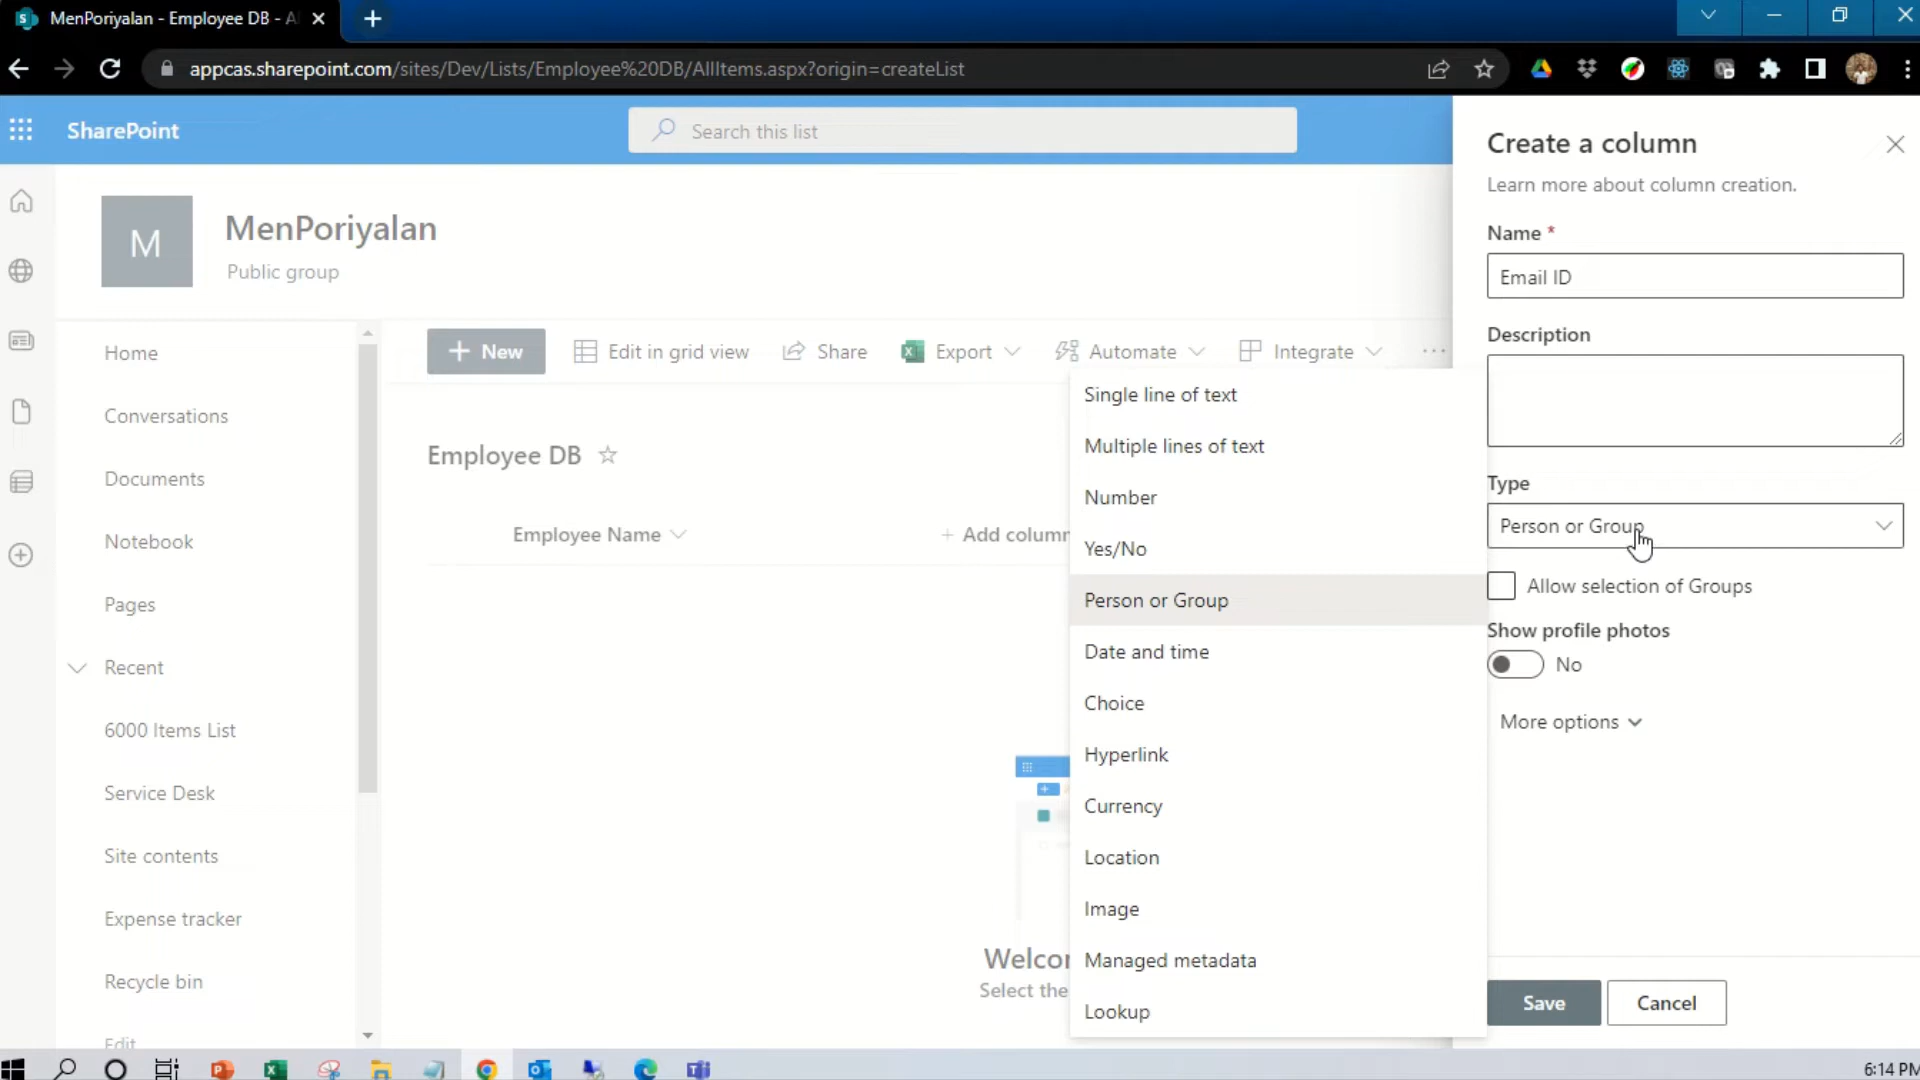 MenPoriyalan - Employee DB - A
appcas.sharepoint.com/sites/Dev/Lists/Employee%20DB/AllItems.aspx?origin=createList
SharePoint
Search this list
M
MenPoriyalan
Public group
Home
Conversations
Documents
Notebook
Pages
Recent
6000 Items List
Service Desk
Site contents
Expense tracker
Recycle bin
Edit
New
Edit in grid view
Share
Export
Automate
Integrate
Employee DB
Employee Name
Add column
Select the
Single line of text
Multiple lines of text
Number
Yes/No
Person or Group
Date and time
Choice
Hyperlink
Currency
Location
Image
Managed metadata
Lookup
Create a column
Learn more about column creation.
Name *
Email ID
Description
Type
Person or Group
Allow selection of Groups
Show profile photos
No
More options
Save
Cancel
6:14 PM